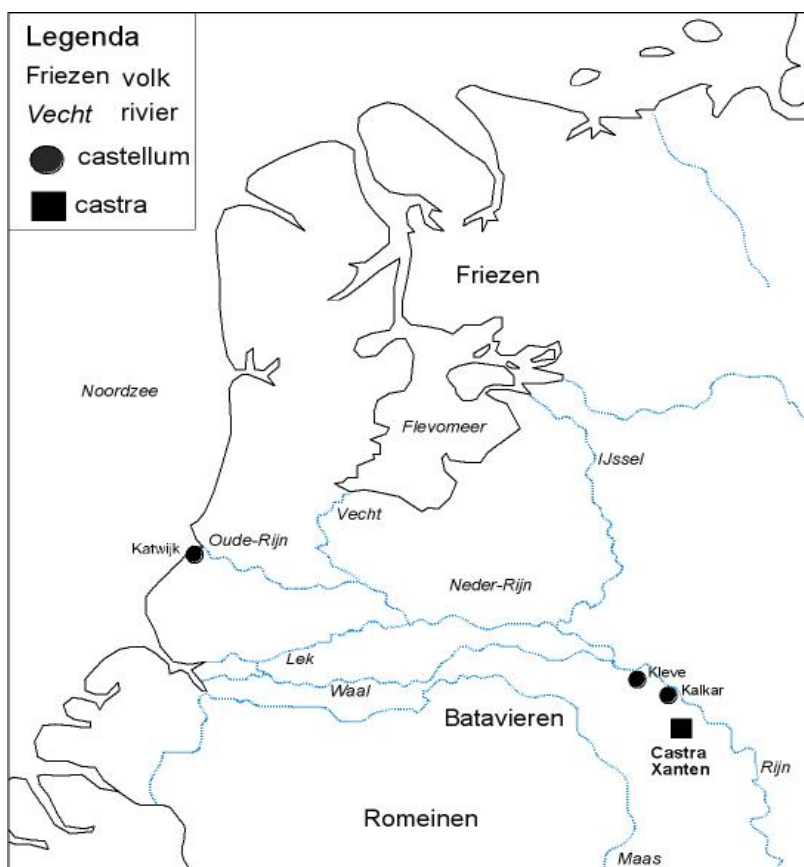 Legenda
Friezen volk
Vecht rivier
castellum
castra
Friezen
Noordzee
Flevomeer
IJssel
Vecht
Katwijk
Oude-Rijn
Neder-Rijn
Lek
Waal
Kleve
Kalkar
Batavieren
Castra
Xanten
Rijn
Romeinen
Maas